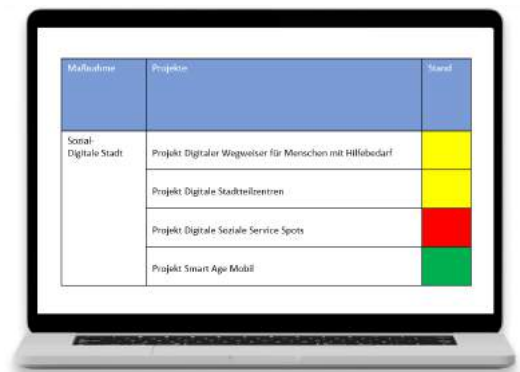 Maßnahme Projekte Stand
Sozial-
Digitale Stadt
Projekt Digitaler Wegweiser für Menschen mit Hilfebedarf
Projekt Digitale Stadtteilzentren
Projekt Digitale Soziale Service Spots
Projekt Smart Age Mobil